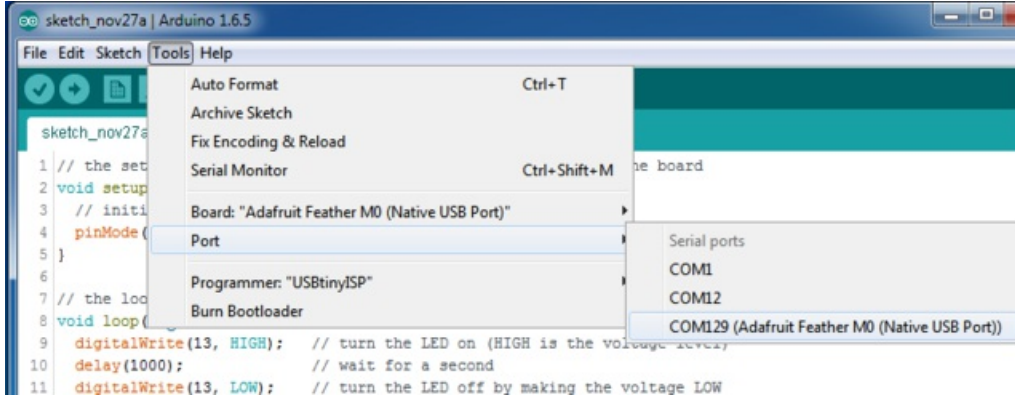 sketch_nov27a | Arduino 1.6.5
File Edit Sketch Tools Help
sketch_nov27a
Auto Format Ctrl+T
Archive Sketch
Fix Encoding & Reload
Serial Monitor Ctrl+Shift+M
Board: "Adafruit Feather M0 (Native USB Port)"
Port
Programmer: "USBtinyISP"
Burn Bootloader
Serial ports
COM1
COM12
COM129 (Adafruit Feather M0 (Native USB Port))
1 // the set he board
2 void setup
3 // initi
4 pinMode(
5 }
6
7 // the loo
8 void loop(
9 digitalWrite(13, HIGH); // turn the LED on (HIGH is the voltage level)
10 delay(1000); // wait for a second
11 digitalWrite(13, LOW); // turn the LED off by making the voltage LOW